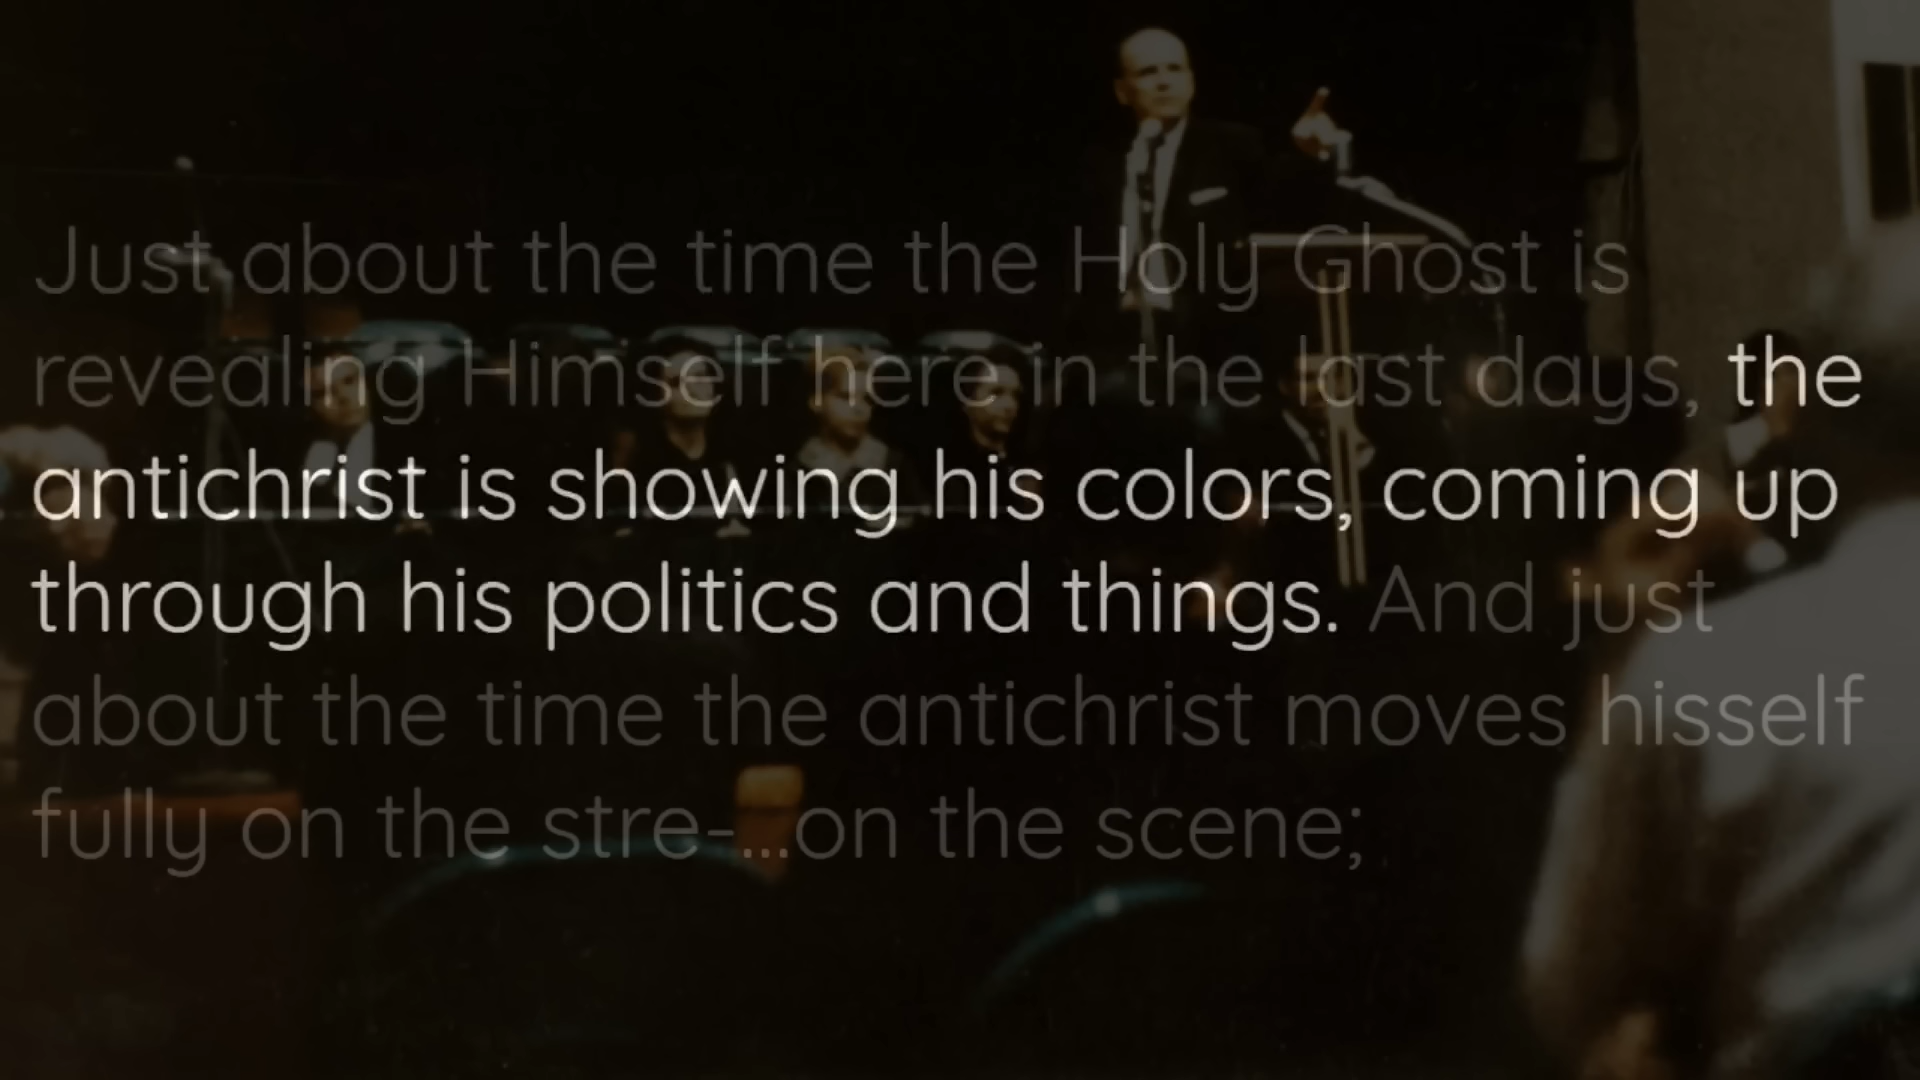 Just about the time the Holy Ghost is
revealing Himself here in the last days, the
antichrist is showing his colors, coming up
through his politics and things. And just
about the time the antichrist moves hisself
fully on the stre- ...on the scene;